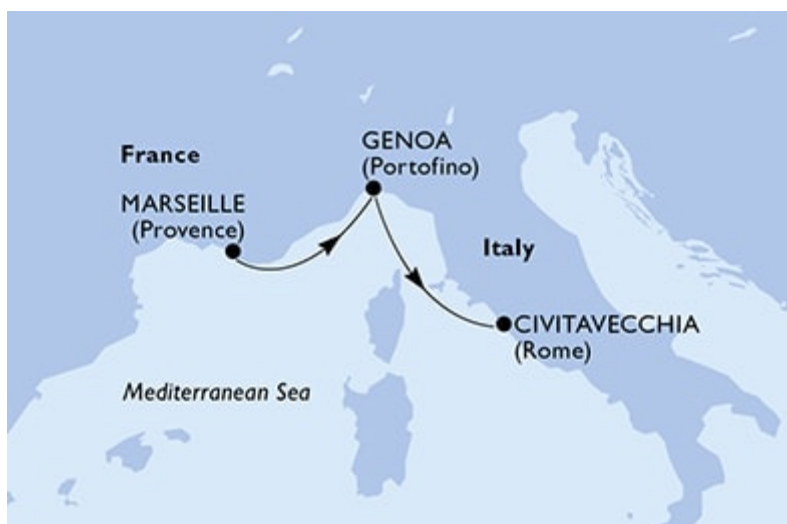 GENOA
(Portofino)
France
MARSEILLE
(Provence)
Italy
CIVITAVECCHIA
(Rome)
Mediterranean Sea